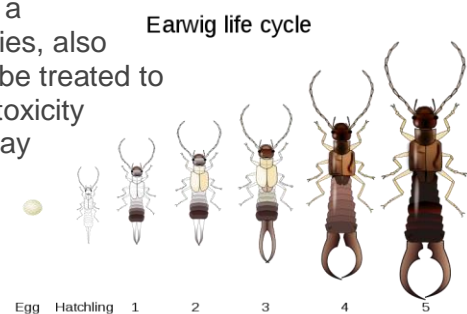 a
ies, also
be treated to
toxicity
ay
Earwig life cycle
Egg Hatchling 1 2 3 4 5